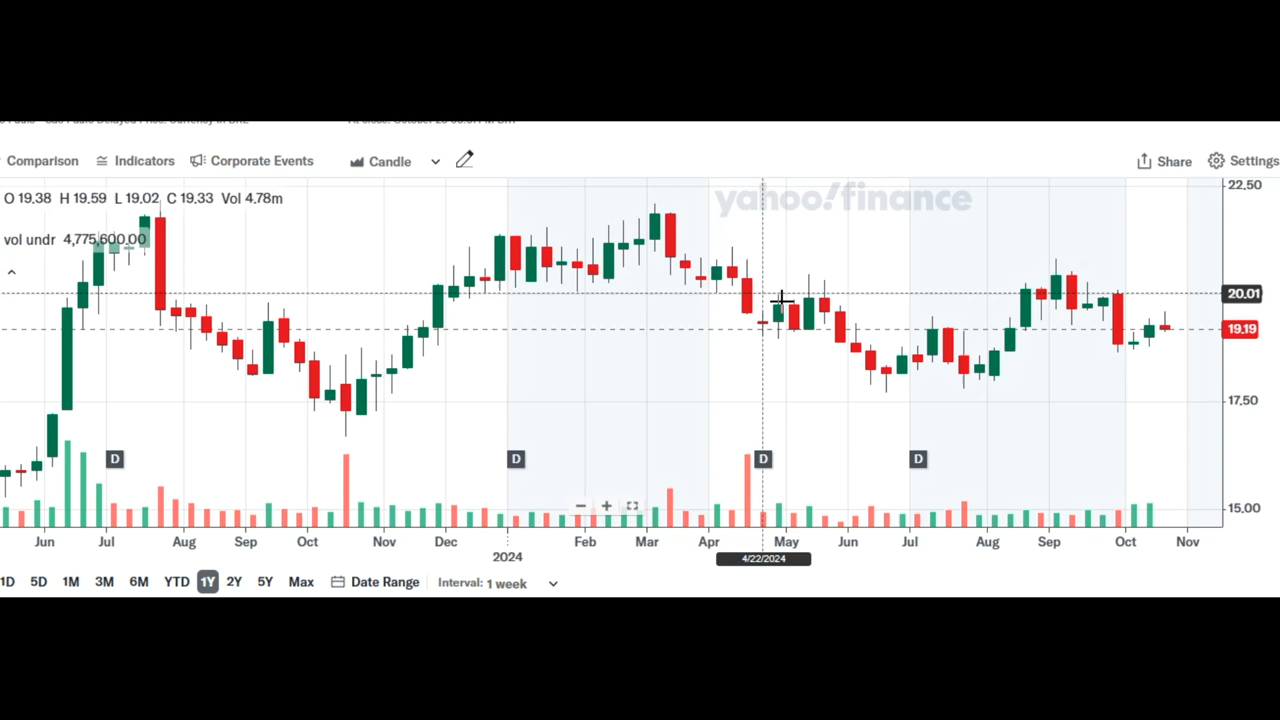 Comparison Indicators Corporate Events Candle Share Settings
yahoo!finance
O 19.38 H 19.59 L 19.02 C 19.33 Vol 4.78m
vol undr 4,775,600.00
22.50
20.01
19.19
17.50
15.00
D D D D
Jun Jul Aug Sep Oct Nov Dec 2024 Feb Mar Apr May Jun Jul Aug Sep Oct Nov
4/22/2024
1D 5D 1M 3M 6M YTD 1Y 2Y 5Y Max Date Range Interval: 1 week